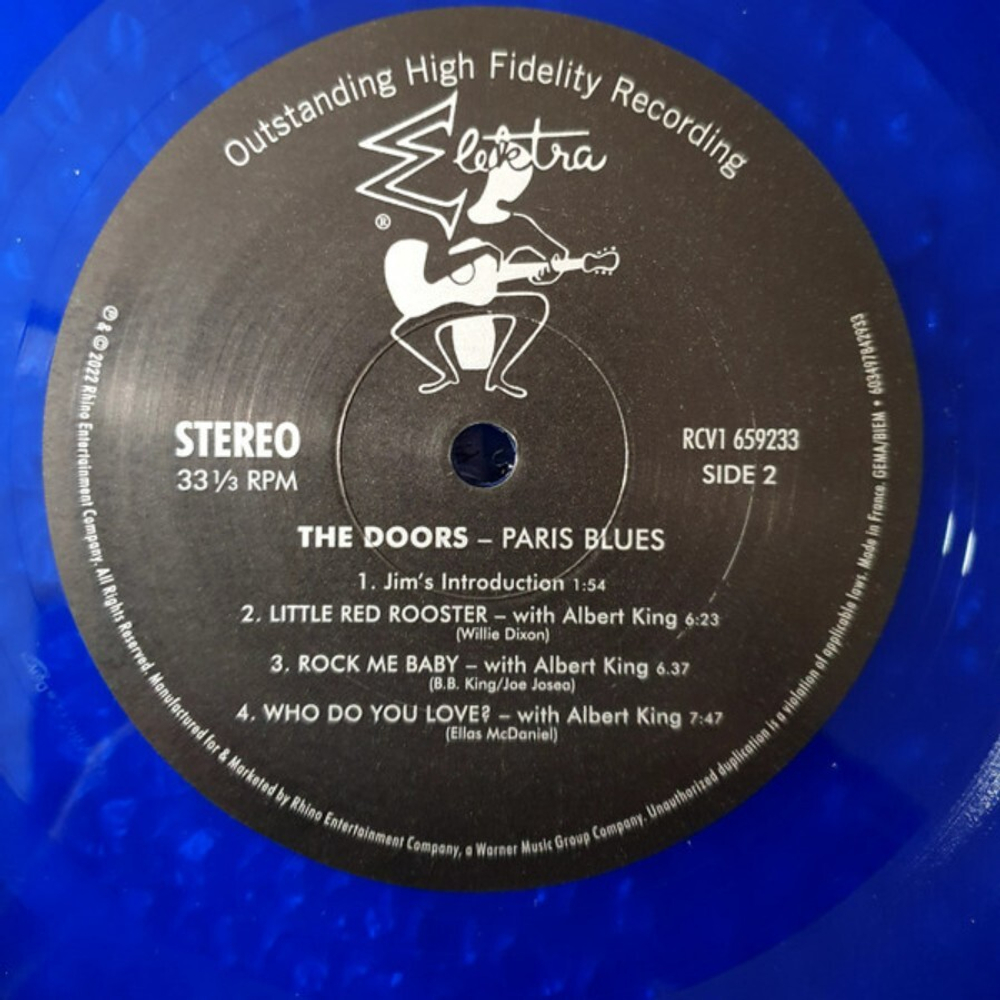 Outstanding High Fidelity Recording
Elektra
®
STEREO
33⅓ RPM
RCV1 659233
SIDE 2
THE DOORS – PARIS BLUES
1. Jim's Introduction 1:54
2. LITTLE RED ROOSTER – with Albert King 6:23
(Willie Dixon)
3. ROCK ME BABY – with Albert King 6.37
(B.B. King/Joe Josea)
4. WHO DO YOU LOVE? – with Albert King 7:47
(Ellas McDaniel)
℗ & © 2022 Rhino Entertainment Company. All Rights Reserved. Manufactured for & Marketed by Rhino Entertainment Company, a Warner Music Group Company. Unauthorized duplication is a violation of applicable laws. Made in France. GEMA/BIEM • 603497842933